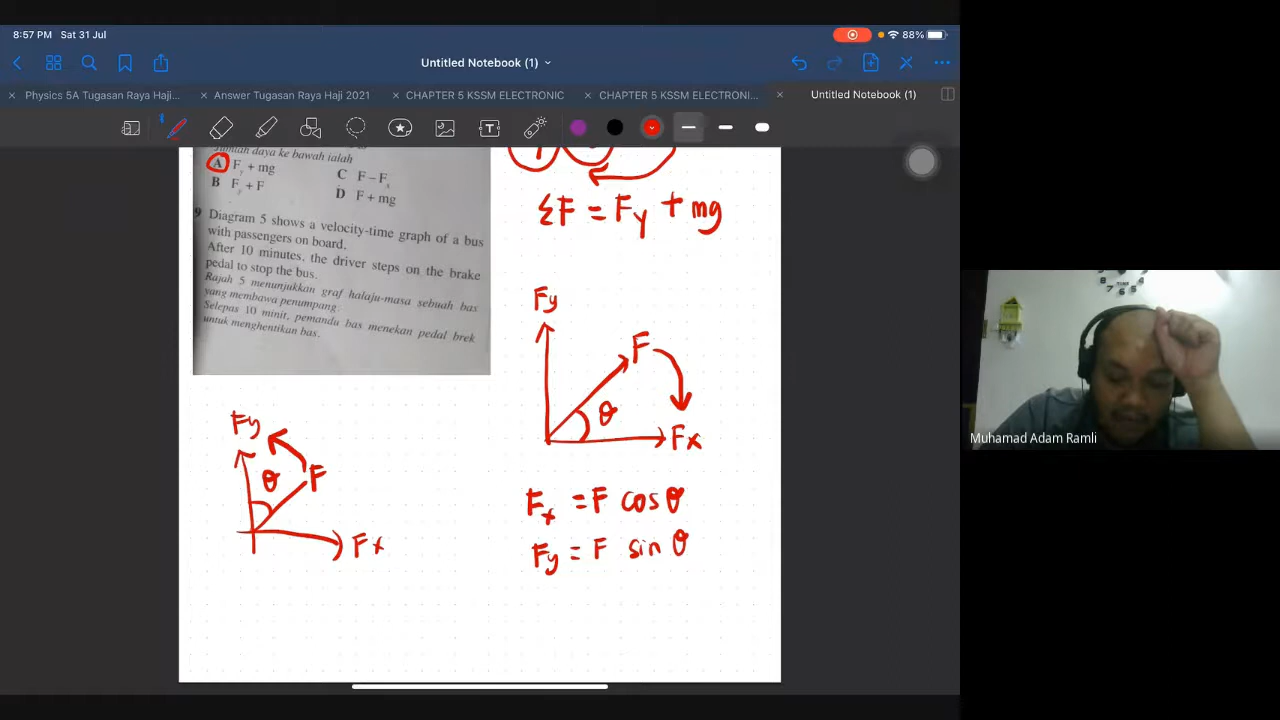 8:57 PM Sat 31 Jul
88%
Untitled Notebook (1)
Physics 5A Tugasan Raya Haji...
Answer Tugasan Raya Haji 2021
CHAPTER 5 KSSM ELECTRONIC
CHAPTER 5 KSSM ELECTRONI...
Untitled Notebook (1)
Jumlah daya ke bawah ialah
A Fy + mg
C F – Fx
B Fy + F
D F + mg
9 Diagram 5 shows a velocity-time graph of a bus
with passengers on board.
After 10 minutes, the driver steps on the brake
pedal to stop the bus.
Rajah 5 menunjukkan graf halaju-masa sebuah bas
yang membawa penumpang.
Selepas 10 minit, pemandu bas menekan pedal brek
untuk menghentikan bas.
ΣF = Fy + mg
Fy
F
θ
Fx
Fy
θ
F
Fx
Fx = F cos θ
Fy = F sin θ
Muhamad Adam Ramli